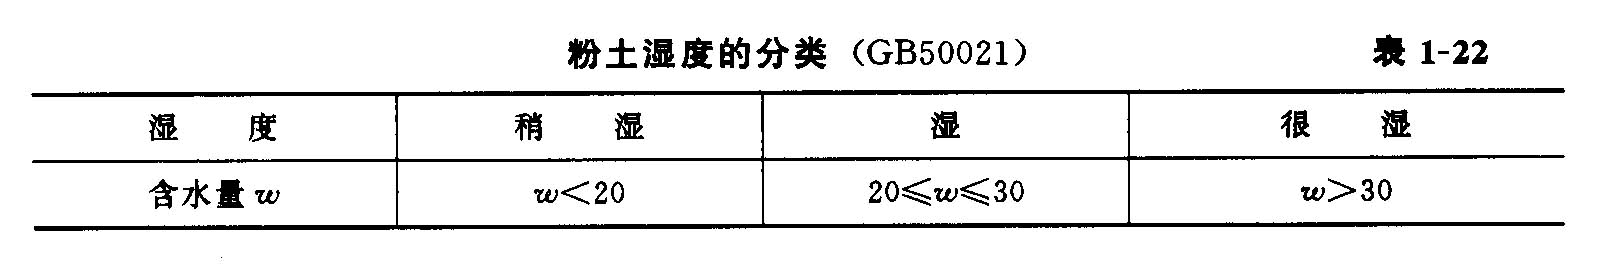 粉土湿度的分类（GB50021） 表 1-22
湿 度 稍 湿 湿 很 湿
含水量 w w<20 20≤w≤30 w>30